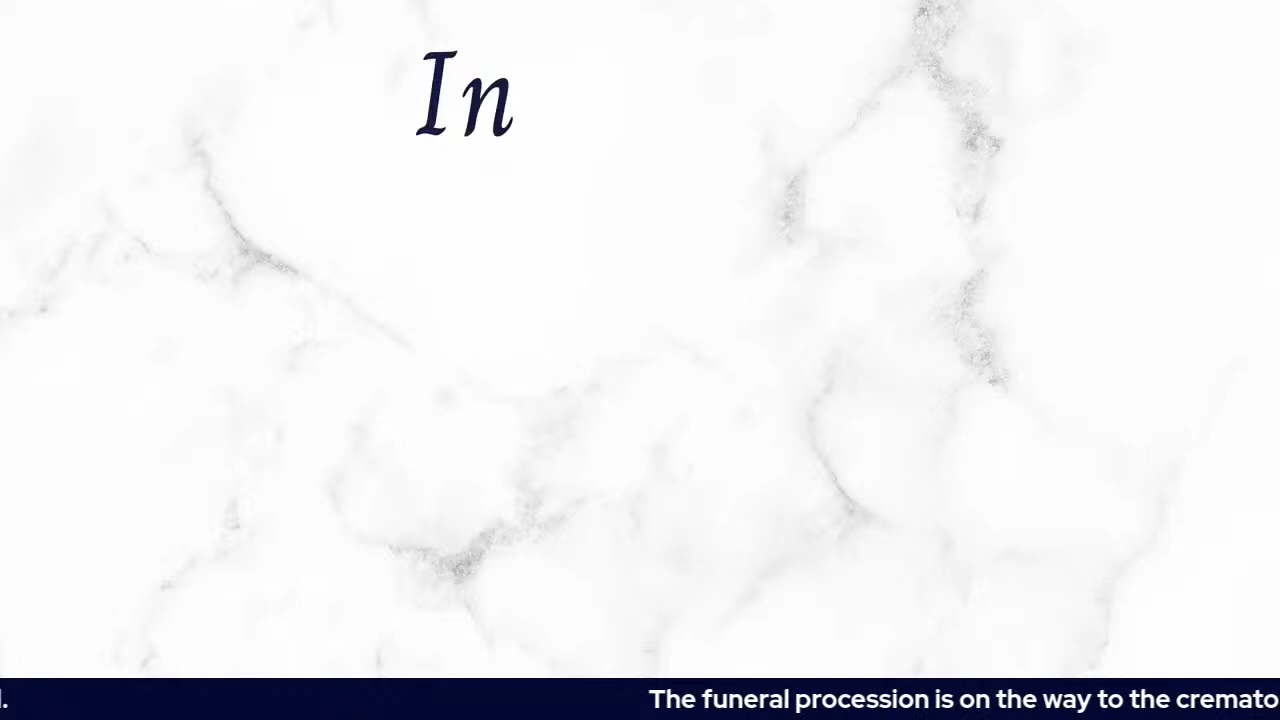 In
The funeral procession is on the way to the